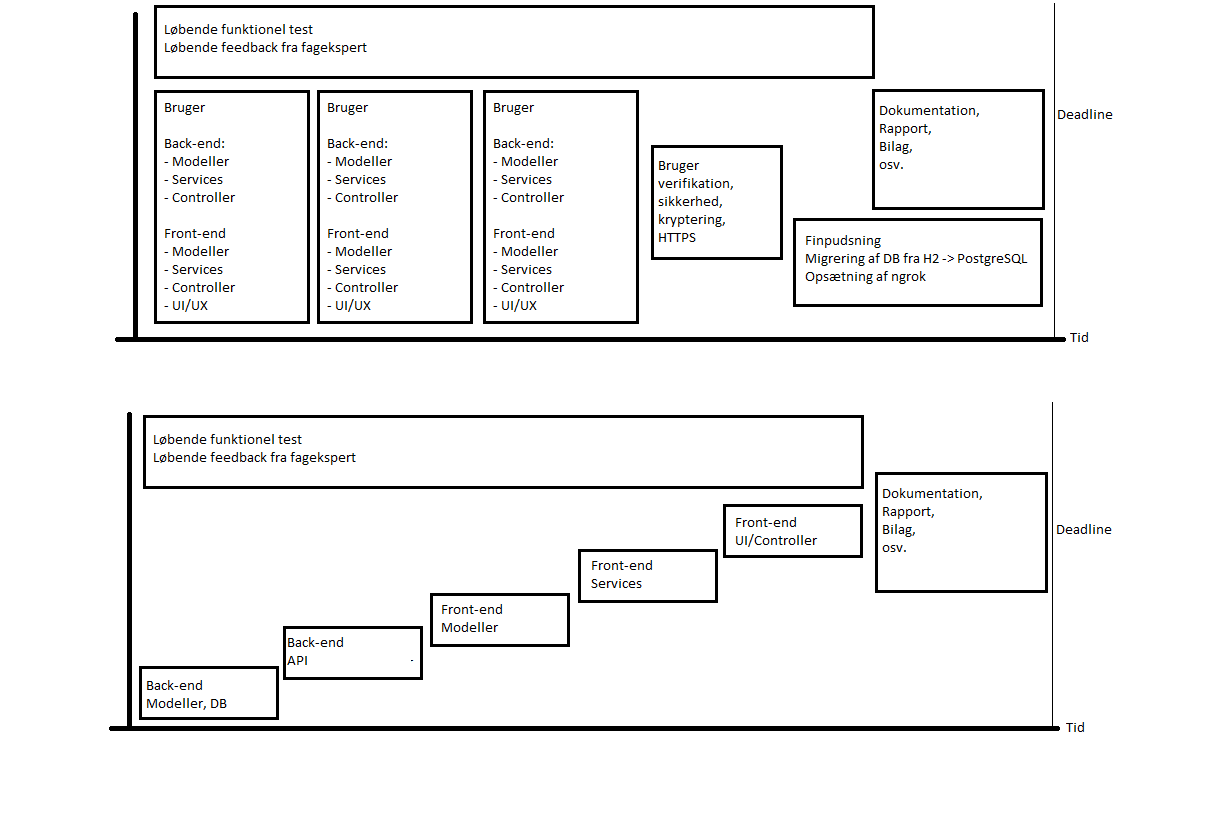 Løbende funktionel test
Løbende feedback fra fagekspert
Bruger
Back-end:
- Modeller
- Services
- Controller
Front-end
- Modeller
- Services
- Controller
- UI/UX
Bruger
Back-end:
- Modeller
- Services
- Controller
Front-end
- Modeller
- Services
- Controller
- UI/UX
Bruger
Back-end:
- Modeller
- Services
- Controller
Front-end
- Modeller
- Services
- Controller
- UI/UX
Bruger
verifikation,
sikkerhed,
kryptering,
HTTPS
Dokumentation,
Rapport,
Bilag,
osv.
Finpudsning
Migrering af DB fra H2 -> PostgreSQL
Opsætning af ngrok
Deadline
Tid
Løbende funktionel test
Løbende feedback fra fagekspert
Back-end
Modeller, DB
Back-end
API
Front-end
Modeller
Front-end
Services
Front-end
UI/Controller
Dokumentation,
Rapport,
Bilag,
osv.
Deadline
Tid